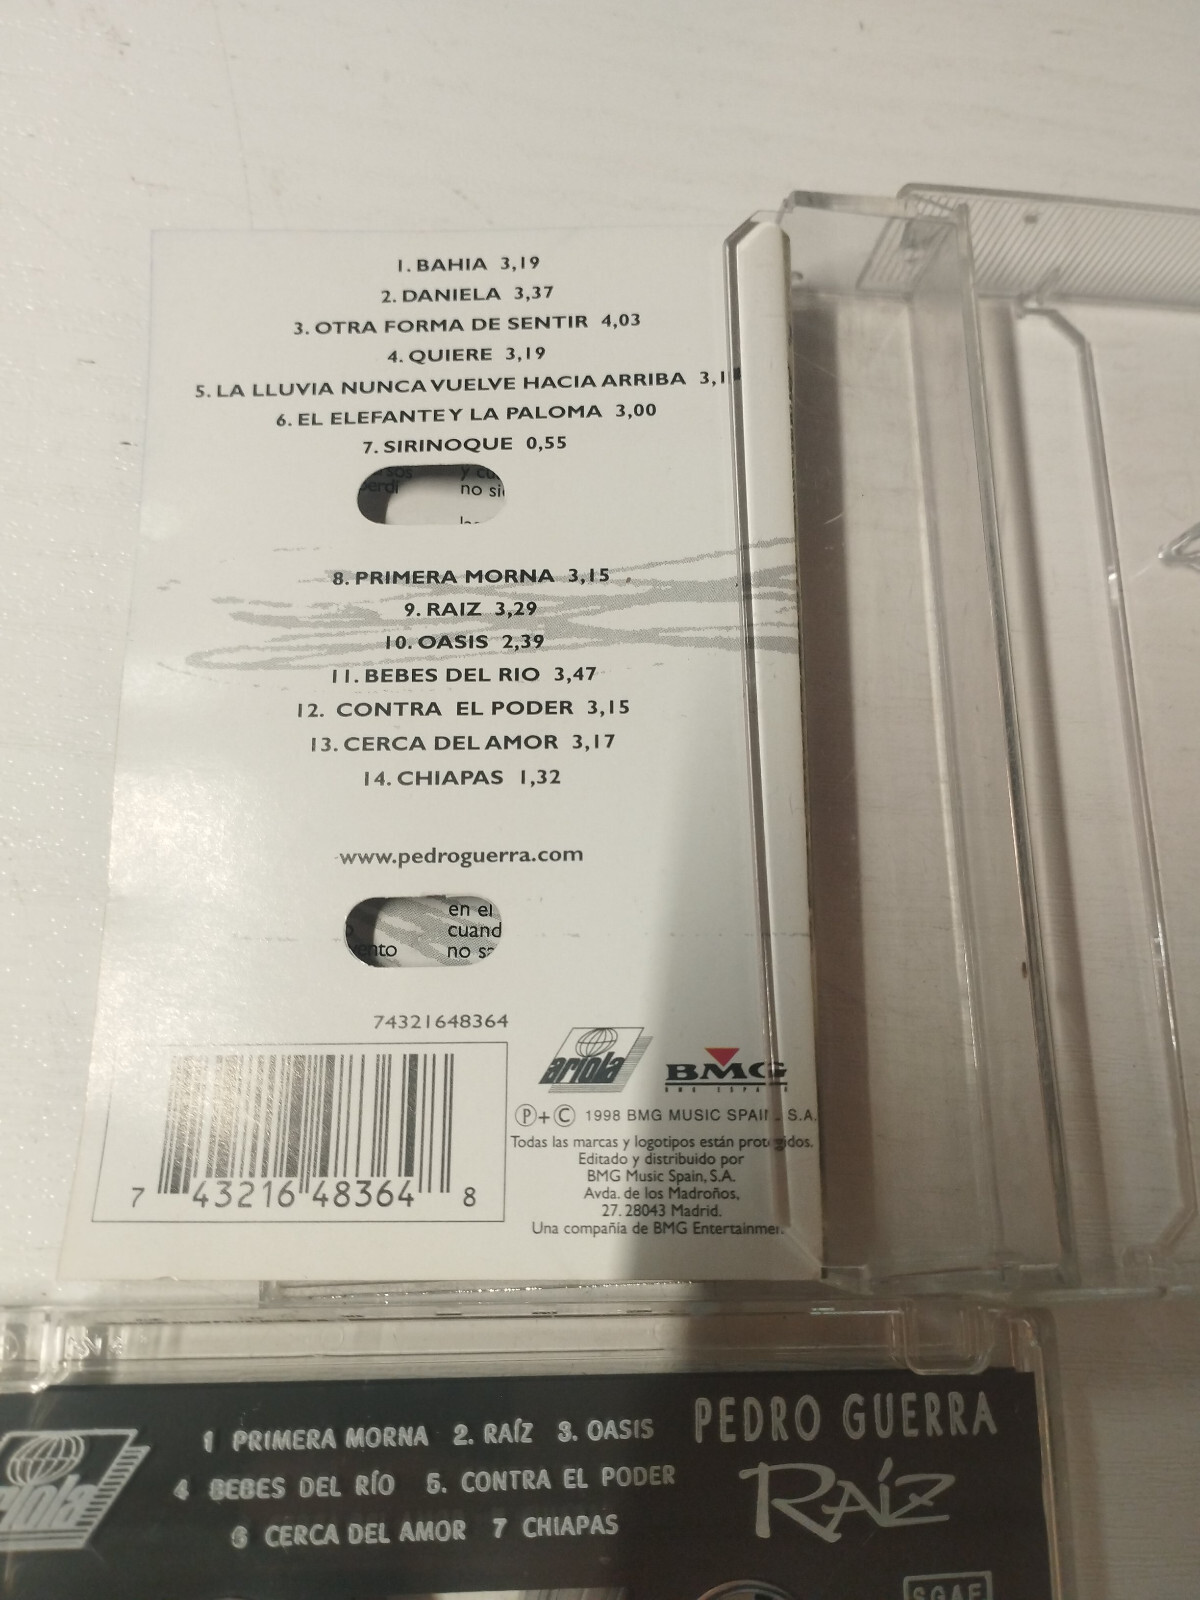 1. BAHIA 3,19
2. DANIELA 3,37
3. OTRA FORMA DE SENTIR 4,03
4. QUIERE 3,19
5. LA LLUVIA NUNCA VUELVE HACIA ARRIBA
6. EL ELEFANTE Y LA PALOMA 3,00
7. SIRINOQUE 0,55
no
8. PRIMERA MORNA 3,15
9. RAIZ 3,29
10. OASIS 2,39
11. BEBES DEL RIO 3,47
12. CONTRA EL PODER 3,15
13. CERCA DEL AMOR 3,17
14. CHIAPAS 1,32
www.pedroguerra.com
en el
cuand
no
74321648364
7 43216 48364 8
ariola
BMG
BMG ESPAÑA
Ⓟ+Ⓒ 1998 BMG MUSIC SPAIN, S.A.
Todas las marcas y logotipos están protegidos.
Editado y distribuido por
BMG Music Spain, S.A.
Avda. de los Madroños,
27. 28043 Madrid.
Una compañía de BMG Entertainmen
ariola
1 PRIMERA MORNA 2. RAÍZ 3. OASIS
4 BEBES DEL RÍO 5. CONTRA EL PODER
6 CERCA DEL AMOR 7 CHIAPAS
PEDRO GUERRA
RAÍZ
SGAE